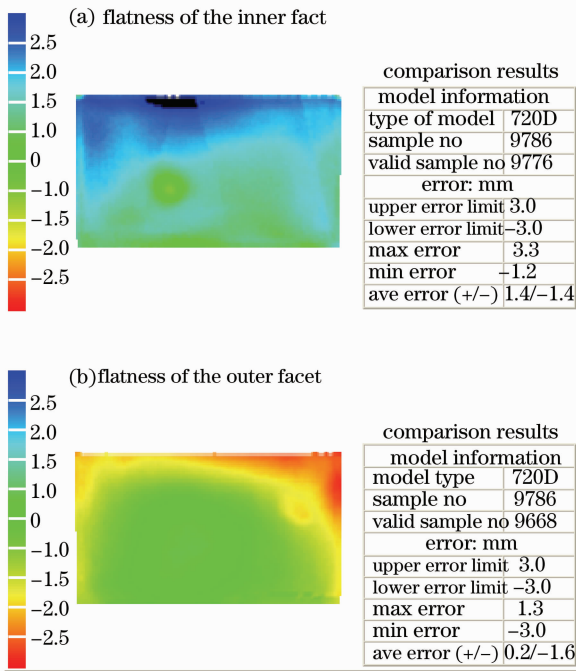 (a) flatness of the inner fact
2.5
2.0
1.5
1.0
0
−1.0
−1.5
−2.0
−2.5
comparison results
model information
type of model 720D
sample no 9786
valid sample no 9776
error: mm
upper error limit 3.0
lower error limit −3.0
max error 3.3
min error −1.2
ave error (+/−) 1.4/−1.4
(b)flatness of the outer facet
2.5
2.0
1.5
1.0
0
−1.0
−1.5
−2.0
−2.5
comparison results
model information
model type 720D
sample no 9786
valid sample no 9668
error: mm
upper error limit 3.0
lower error limit −3.0
max error 1.3
min error −3.0
ave error (+/−) 0.2/−1.6